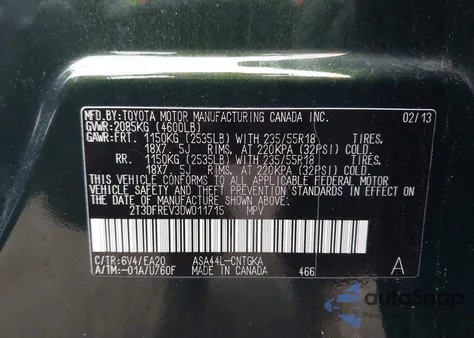 MFD.BY:TOYOTA MOTOR MANUFACTURING CANADA INC. 02/13
GVWR:2085KG (4600LB)
GAWR:FRT. 1150KG (2535LB) WITH 235/55R18 TIRES,
18X7.5J RIMS, AT 220KPA (32PSI) COLD.
RR. 1150KG (2535LB) WITH 235/55R18 TIRES,
18X7.5J RIMS, AT 220KPA (32PSI) COLD.
THIS VEHICLE CONFORMS TO ALL APPLICABLE FEDERAL MOTOR
VEHICLE SAFETY STANDARDS IN EFFECT ON THE DATE OF
MANUFACTURE SHOWN ABOVE.
2T3DFREV3DW011715 MPV
C/TR:6V4/EA20 ASA44L-CNTGKA
A/TM:-01A/U760F MADE IN CANADA 466 A
autoSnap